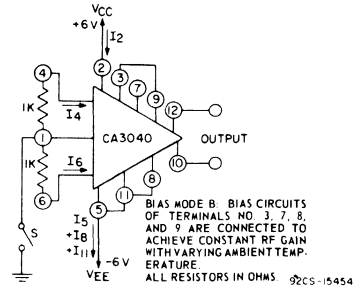 VCC
+6V
I2
2
3
7
4
9
12
1K
I4
1
CA3040
OUTPUT
1K
I6
10
6
8
11
5
S
I5
+I8
+I11
-6V
VEE
BIAS MODE B: BIAS CIRCUITS
OF TERMINALS NO. 3, 7, 8,
AND 9 ARE CONNECTED TO
ACHIEVE CONSTANT RF GAIN
WITH VARYING AMBIENT TEMP-
ERATURE.
ALL RESISTORS IN OHMS.
92CS-15454